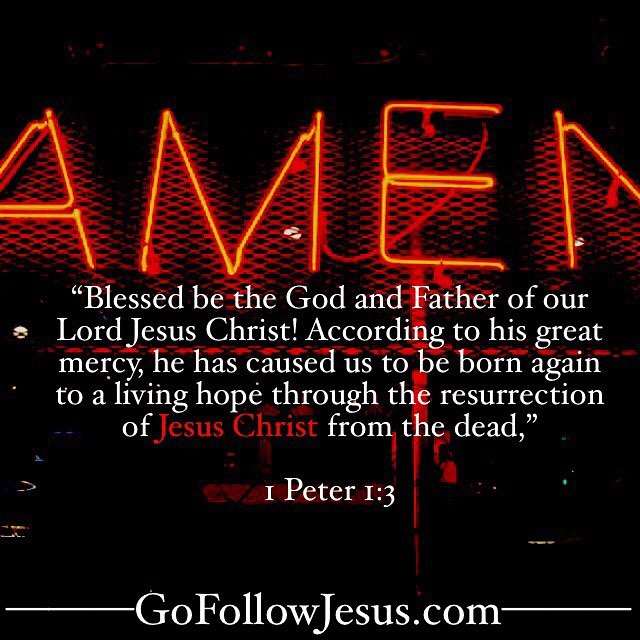 AMEN
“Blessed be the God and Father of our
Lord Jesus Christ! According to his great
mercy, he has caused us to be born again
to a living hope through the resurrection
of Jesus Christ from the dead,”
1 Peter 1:3
GoFollowJesus.com